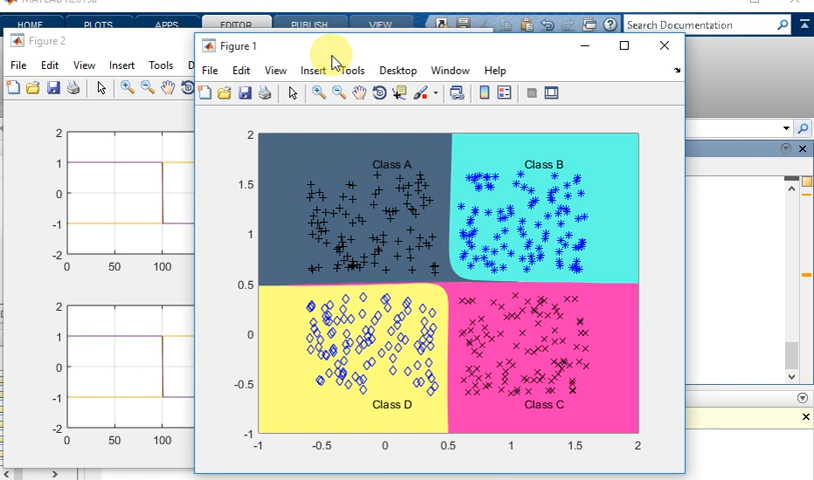 HOME PLOTS APPS EDITOR PUBLISH VIEW Search Documentation
Figure 2
File Edit View Insert Tools
2
1
0
-1
-2
0 50 100
2
1
0
-1
-2
0 50 100
Figure 1
File Edit View Insert Tools Desktop Window Help
2
1.5
1
0.5
0
-0.5
-1
-1 -0.5 0 0.5 1 1.5 2
Class A Class B
Class D Class C